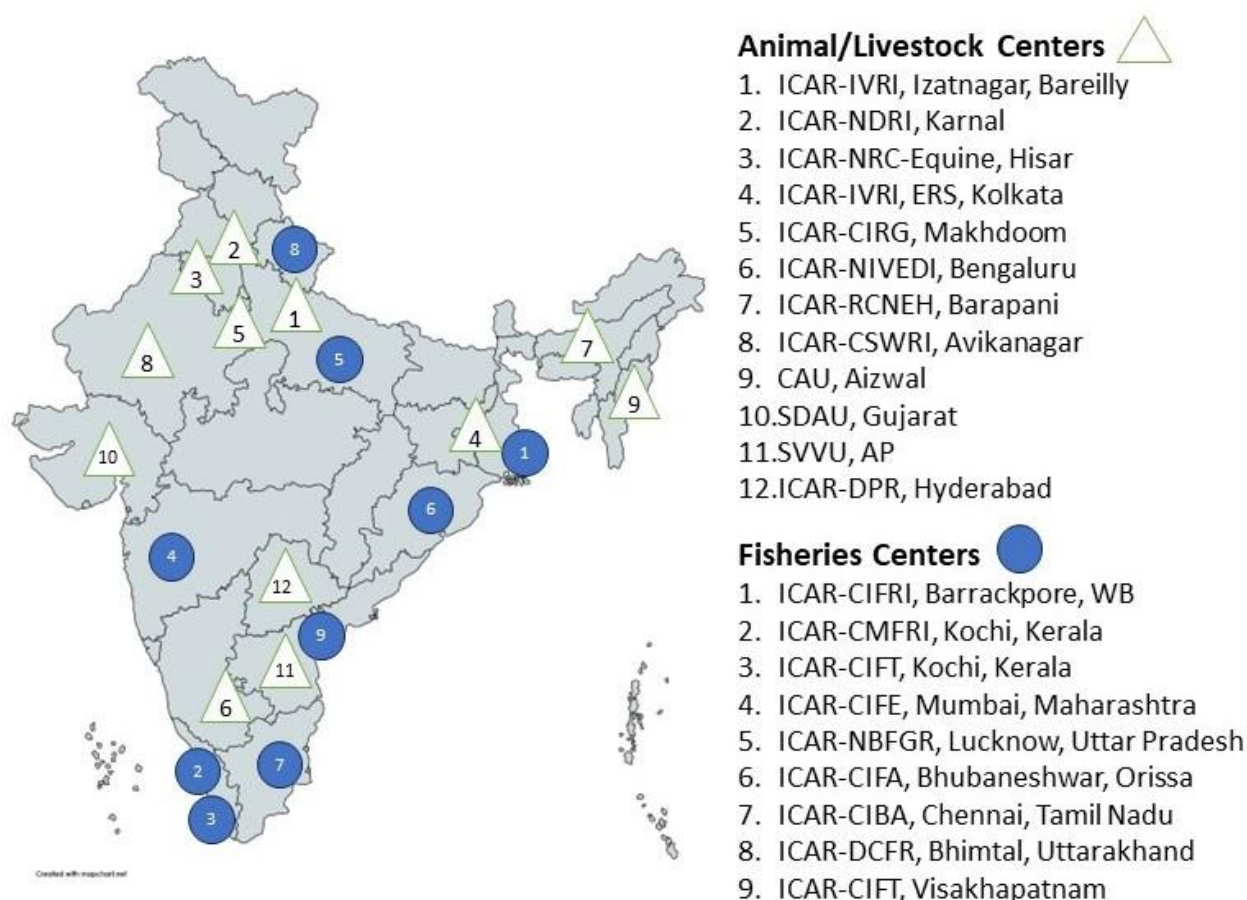 Animal/Livestock Centers
1. ICAR-IVRI, Izatnagar, Bareilly
2. ICAR-NDRI, Karnal
3. ICAR-NRC-Equine, Hisar
4. ICAR-IVRI, ERS, Kolkata
5. ICAR-CIRG, Makhdoom
6. ICAR-NIVEDI, Bengaluru
7. ICAR-RCNEH, Barapani
8. ICAR-CSWRI, Avikanagar
9. CAU, Aizwal
10.SDAU, Gujarat
11.SVVU, AP
12.ICAR-DPR, Hyderabad
Fisheries Centers
1. ICAR-CIFRI, Barrackpore, WB
2. ICAR-CMFRI, Kochi, Kerala
3. ICAR-CIFT, Kochi, Kerala
4. ICAR-CIFE, Mumbai, Maharashtra
5. ICAR-NBFGR, Lucknow, Uttar Pradesh
6. ICAR-CIFA, Bhubaneshwar, Orissa
7. ICAR-CIBA, Chennai, Tamil Nadu
8. ICAR-DCFR, Bhimtal, Uttarakhand
9. ICAR-CIFT, Visakhapatnam
2
8
3
1
5
5
8
7
9
4
10
1
6
4
12
9
11
6
2
7
3
Created with mapchart.net